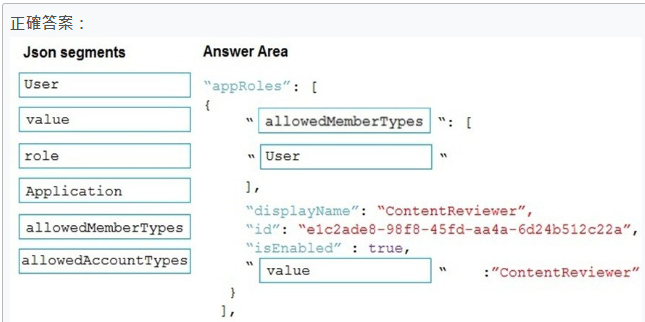 正確答案：
Json segments
Answer Area
User
value
role
Application
allowedMemberTypes
allowedAccountTypes
“appRoles”: [
{
“ allowedMemberTypes “: [
“ User “
],
“displayName”: “ContentReviewer”,
“id”: “e1c2ade8-98f8-45fd-aa4a-6d24b512c22a”,
“isEnabled” : true,
“ value “ :”ContentReviewer”
}
],